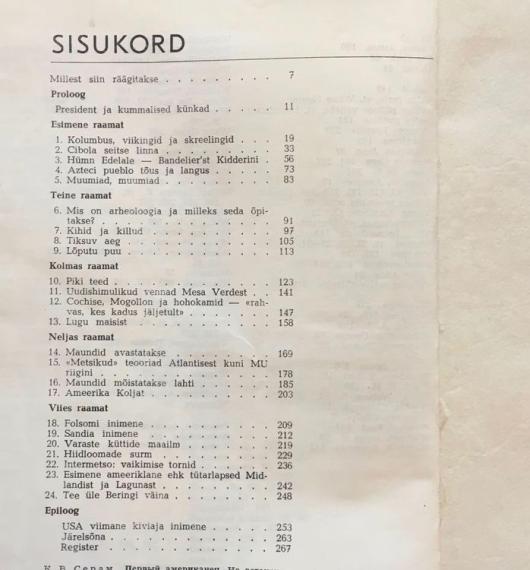 SISUKORD
Millest siin räägitakse . . . . . . . . . 7
Proloog
President ja kummalised künkad . . . . . 11
Esimene raamat
1. Kolumbus, viikingid ja skreelingid . . . 19
2. Cibola seitse linna . . . . . . . . . 33
3. Hümn Edelale — Bandelier'st Kidderini . 56
4. Azteci pueblo tõus ja langus . . . . . 73
5. Muumiad, muumiad . . . . . . . . . 83
Teine raamat
6. Mis on arheoloogia ja milleks seda õpi-
takse? . . . . . . . . . . . . . . 91
7. Kihid ja killud . . . . . . . . . . . 97
8. Tiksuv aeg . . . . . . . . . . . . 105
9. Lõputu puu . . . . . . . . . . . . 113
Kolmas raamat
10. Piki teed . . . . . . . . . . . . . 123
11. Uudishimulikud vennad Mesa Verdest . . 141
12. Cochise, Mogollon ja hohokamid — «rah-
vas, kes kadus jäljetult» . . . . . . . 147
13. Lugu maisist . . . . . . . . . . . 158
Neljas raamat
14. Maundid avastatakse . . . . . . . . 169
15. «Metsikud» teooriad Atlantisest kuni MU
riigini . . . . . . . . . . . . . . 178
16. Maundid mõistatakse lahti . . . . . . 185
17. Ameerika Koljat . . . . . . . . . . 203
Viies raamat
18. Folsomi inimene . . . . . . . . . . 209
19. Sandia inimene . . . . . . . . . . 212
20. Varaste küttide maailm . . . . . . . 219
21. Hiidloomade surm . . . . . . . . . 229
22. Intermetso: vaikimise tornid . . . . . . 236
23. Esimene ameeriklane ehk tütarlapsed Mid-
landist ja Lagunast . . . . . . . . . 242
24. Tee üle Beringi väina . . . . . . . . 248
Epiloog
USA viimane kiviaja inimene . . . . . 253
Järelsõna . . . . . . . . . . . . . 263
Register . . . . . . . . . . . . . 267